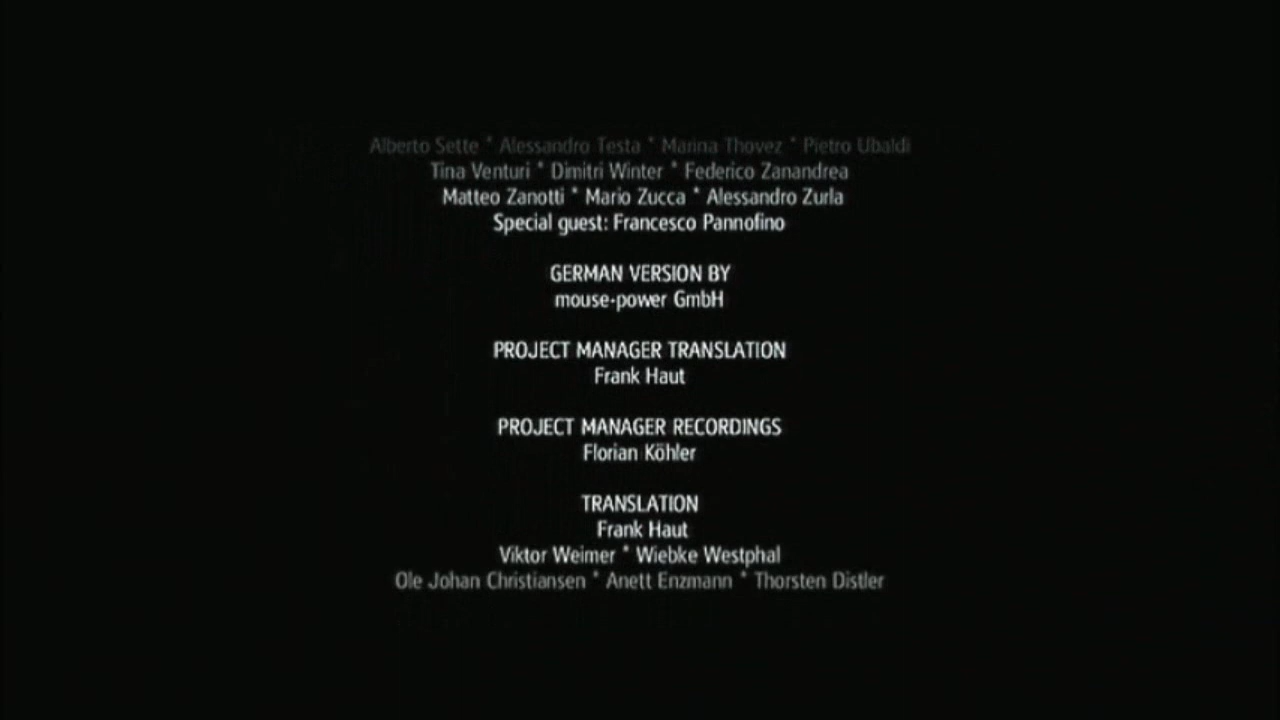 Alberto Sette * Alessandro Testa * Marina Thovez * Pietro Ubaldi
Tina Venturi * Dimitri Winter * Federico Zanandrea
Matteo Zanotti * Mario Zucca * Alessandro Zurla
Special guest: Francesco Pannofino
GERMAN VERSION BY
mouse-power GmbH
PROJECT MANAGER TRANSLATION
Frank Haut
PROJECT MANAGER RECORDINGS
Florian Köhler
TRANSLATION
Frank Haut
Viktor Weimer * Wiebke Westphal
Ole Johan Christiansen * Anett Enzmann * Thorsten Distler